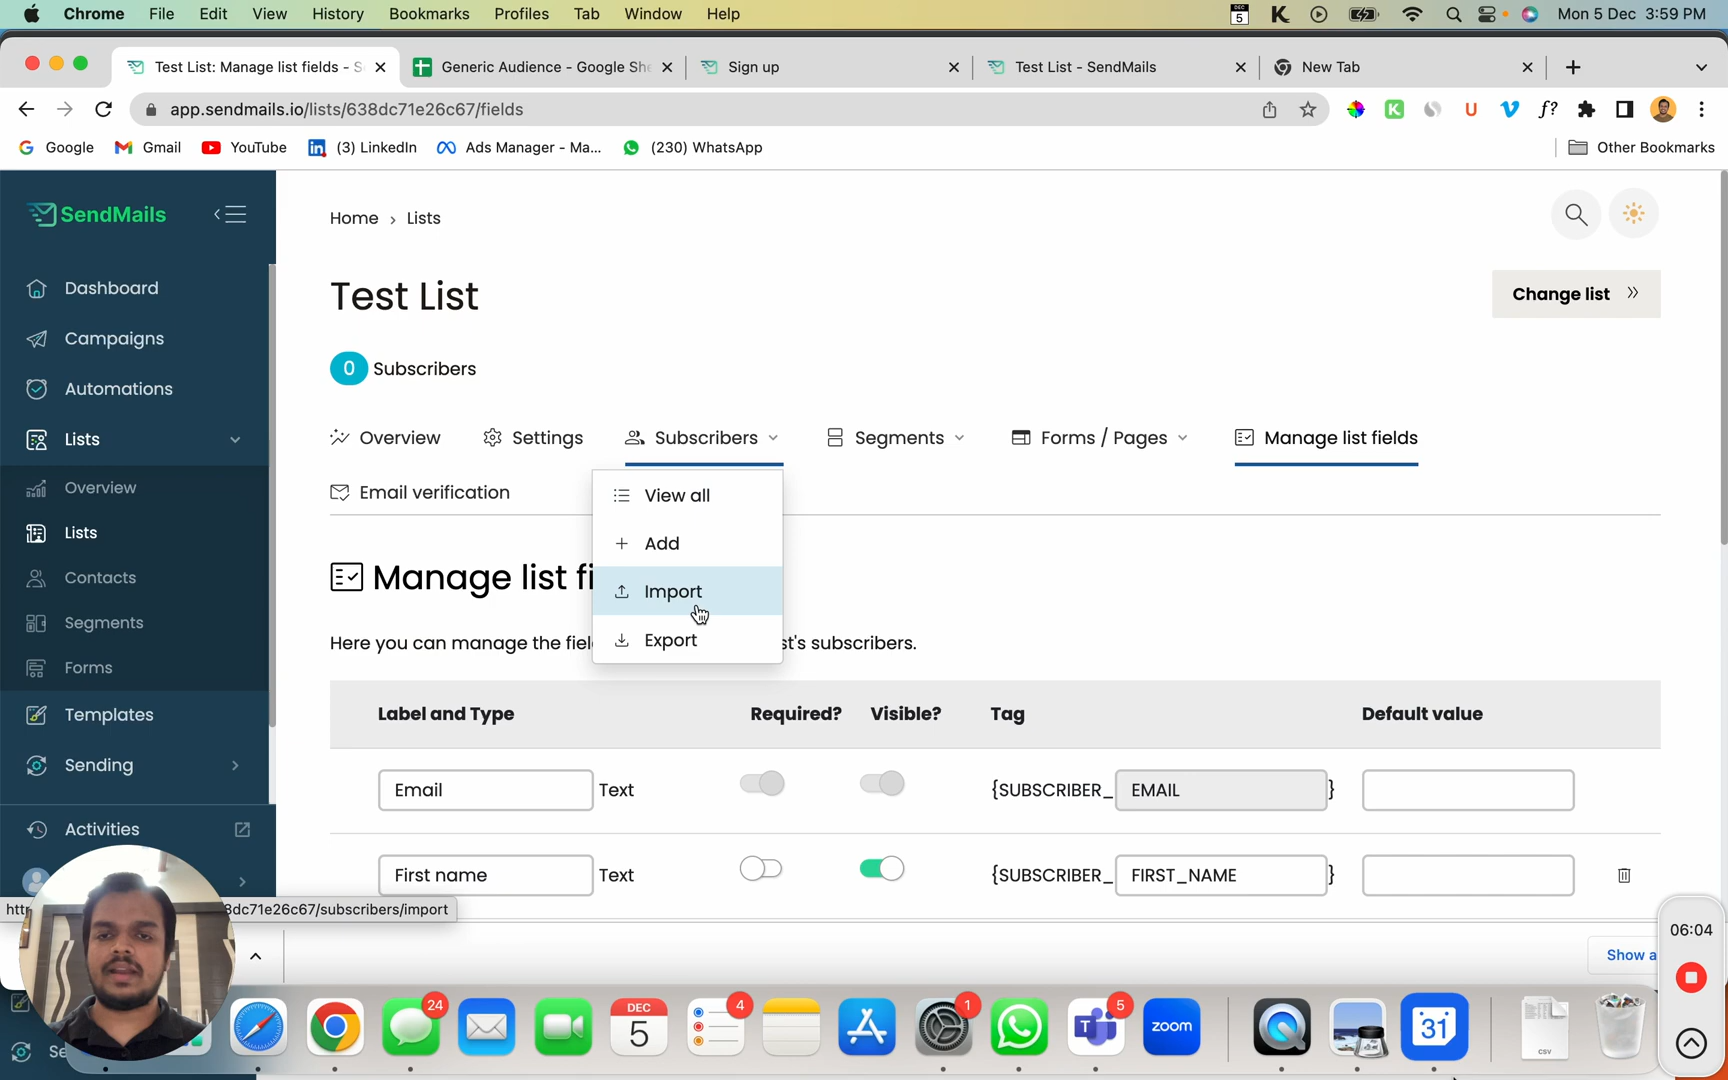 Chrome File Edit View History Bookmarks Profiles Tab Window Help DEC 5 K Mon 5 Dec 3:59 PM
Test List: Manage list fields - S Generic Audience - Google She Sign up Test List - SendMails New Tab
app.sendmails.io/lists/638dc71e26c67/fields
Google Gmail YouTube (3) LinkedIn Ads Manager - Ma... (230) WhatsApp Other Bookmarks
SendMails
Home > Lists
Dashboard
Test List
Change list
Campaigns
0 Subscribers
Automations
Lists
Overview Settings Subscribers Segments Forms / Pages Manage list fields
Overview
Email verification
View all
Lists
Add
Contacts
Manage list fi
Import
Segments
Export
Here you can manage the fiel st's subscribers.
Forms
Templates
Label and Type Required? Visible? Tag Default value
Sending
Email Text {SUBSCRIBER_ EMAIL }
Activities
First name Text {SUBSCRIBER_ FIRST_NAME }
htt 8dc71e26c67/subscribers/import
06:04
Show a
24 DEC 5 4 1 5 zoom 31 CSV
Se